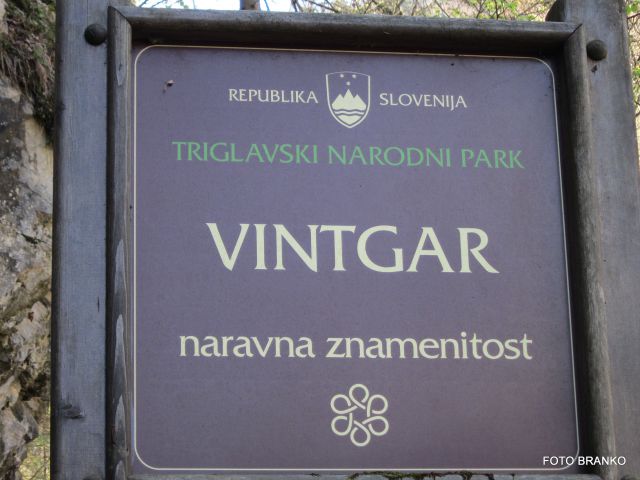 REPUBLIKA SLOVENIJA
TRIGLAVSKI NARODNI PARK
VINTGAR
naravna znamenitost
FOTO BRANKO